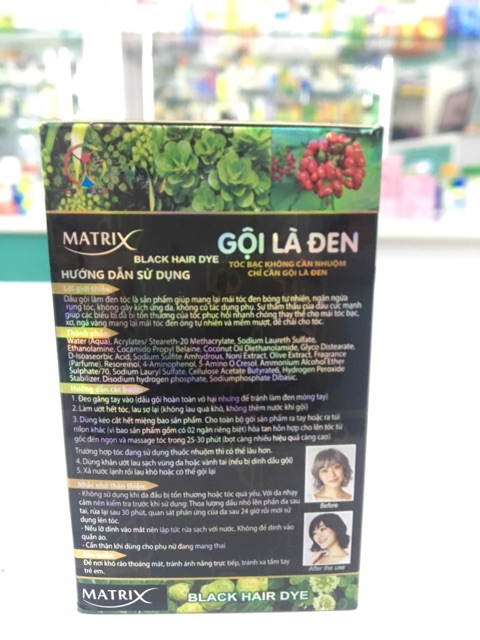 MATRIX
BLACK HAIR DYE
GỘI LÀ ĐEN
TÓC BẠC KHÔNG CẦN NHUỘM
CHỈ CẦN GỘI LÀ ĐEN
HƯỚNG DẪN SỬ DỤNG
Lời giới thiệu:
Dầu gội làm đen tóc là sản phẩm giúp mang lại mái tóc đen bóng tự nhiên, ngăn ngừa
rụng tóc, không gây kích ứng da, không có tác dụng phụ. Sự thẩm thấu của dầu cực mạnh
giúp các biểu bì đã bị tổn thương của tóc phục hồi nhanh chóng thay thế cho mái tóc bạc,
xơ, ngả vàng mang lại mái tóc đen óng tự nhiên và mềm mượt, dễ chải cho tóc.
Thành phần:
Water (Aqua), Acrylates/ Steareth-20 Methacrylate, Sodium Laureth Sulfate,
Ethanolamine, Cocamido Propyl Betaine, Coconut Oil Diethanolamide, Glyco Distearate,
D-Isoascorbic Acid, Sodium Sulfite Amhydrous, Noni Extract, Olive Extract, Fragrance
(Parfume), Resoreinol, 4-Aminophenol, 5-Amino O Cresol, Ammonium Alcohol Ether
Sulphate/70, Sodium Lauryl Sulfate, Cellulose Acetate Butyrate6, Hydrogen Peroxide
Stabilizer, Disodium hydrogen phosphate, Sodiumphosphate Dibasic.
Hướng dẫn các bước:
1. Đeo găng tay vào (dầu gội hoàn toàn vô hại nhưng để tránh làm đen móng tay)
2. Làm ướt hết tóc, lau sơ lại (không lau quá khô, không thêm nước khi gội)
3. Dùng kéo cắt hết miệng bao sản phẩm. Cho toàn bộ gói sản phẩm ra tay hoặc ra túi
nilon khác (vì bao sản phẩm gồm có 02 ngăn riêng biệt) hòa tan hỗn hợp cho lên tóc từ
gốc đến ngọn và massage tóc trong 25-30 phút (bọt càng nhiều hiệu quả càng cao).
Trường hợp tóc đang sử dụng thuốc nhuộm thì có thể lâu hơn.
4. Dùng khăn ướt lau sạch vùng da hoặc vành tai (nếu bị dính dầu gội)
5. Xả nước lạnh rồi lau khô hoặc có thể gội lại
Nhắc nhở thân thiện:
- Không sử dụng khi da đầu bị tổn thương hoặc tóc quá yếu. Với da nhạy
cảm nên kiểm tra trước khi sử dụng: Thoa lượng dầu nhỏ lên phần da sau
tai, rửa lại sau 30 phút, quan sát phản ứng của da sau 24 giờ rồi mới sử
dụng lên tóc.
- Nếu lỡ dính vào mắt nên lập tức rửa sạch với nước. Không để dính vào
quần áo.
- Cẩn thận khi dùng cho phụ nữ đang mang thai
Để nơi khô ráo thoáng mát, tránh ánh nắng trực tiếp, tránh xa tầm tay
trẻ em.
Before
After the use
MATRIX
BLACK HAIR DYE